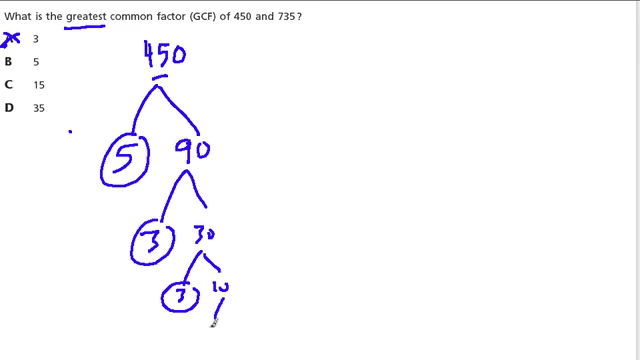 What is the greatest common factor (GCF) of 450 and 735?
A 3
B 5
C 15
D 35
450
5 90
3 30
3 10